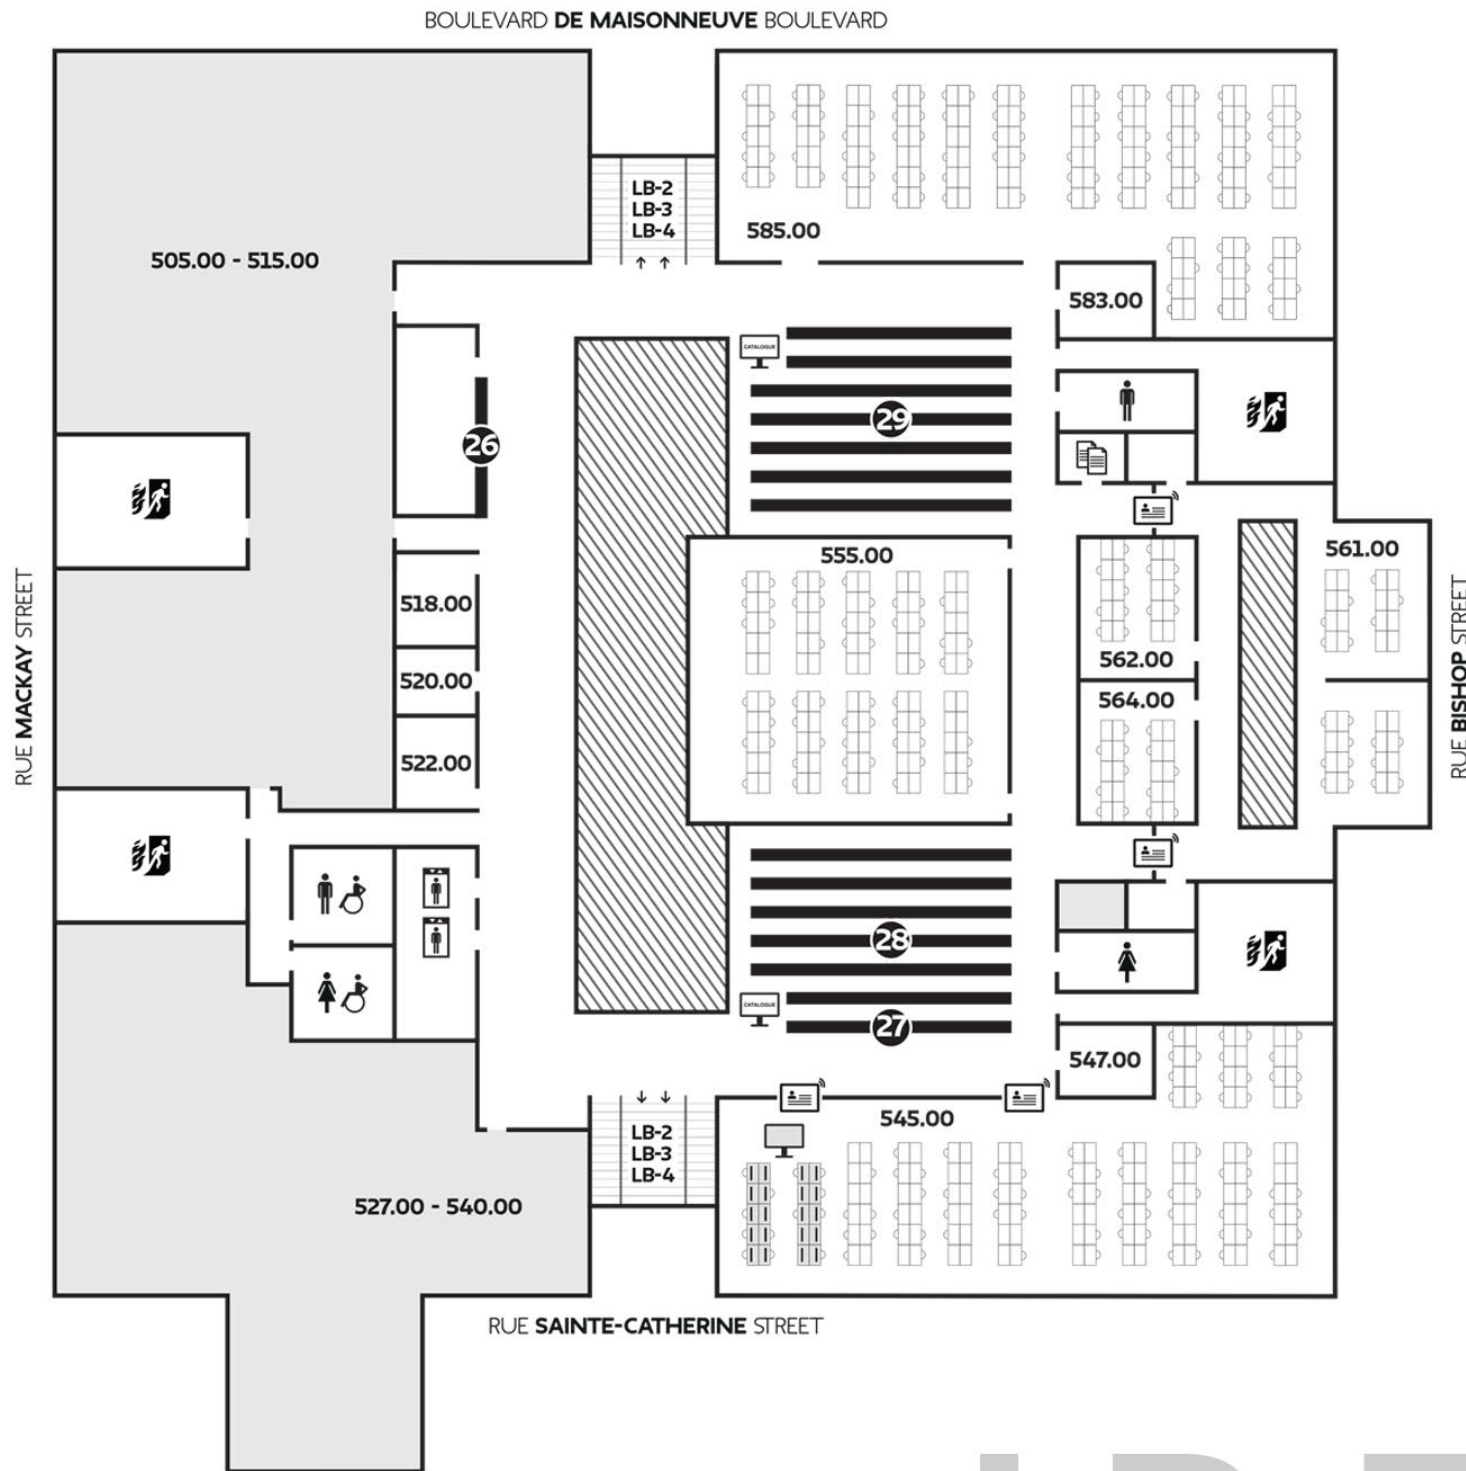 BOULEVARD DE MAISONNEUVE BOULEVARD
LB-2
LB-3
LB-4
585.00
505.00 - 515.00
583.00
CATALOGUE
29
26
555.00
561.00
518.00
562.00
520.00
564.00
522.00
RUE MACKAY STREET
RUE BISHOP STREET
28
CATALOGUE
27
547.00
545.00
LB-2
LB-3
LB-4
527.00 - 540.00
RUE SAINTE-CATHERINE STREET